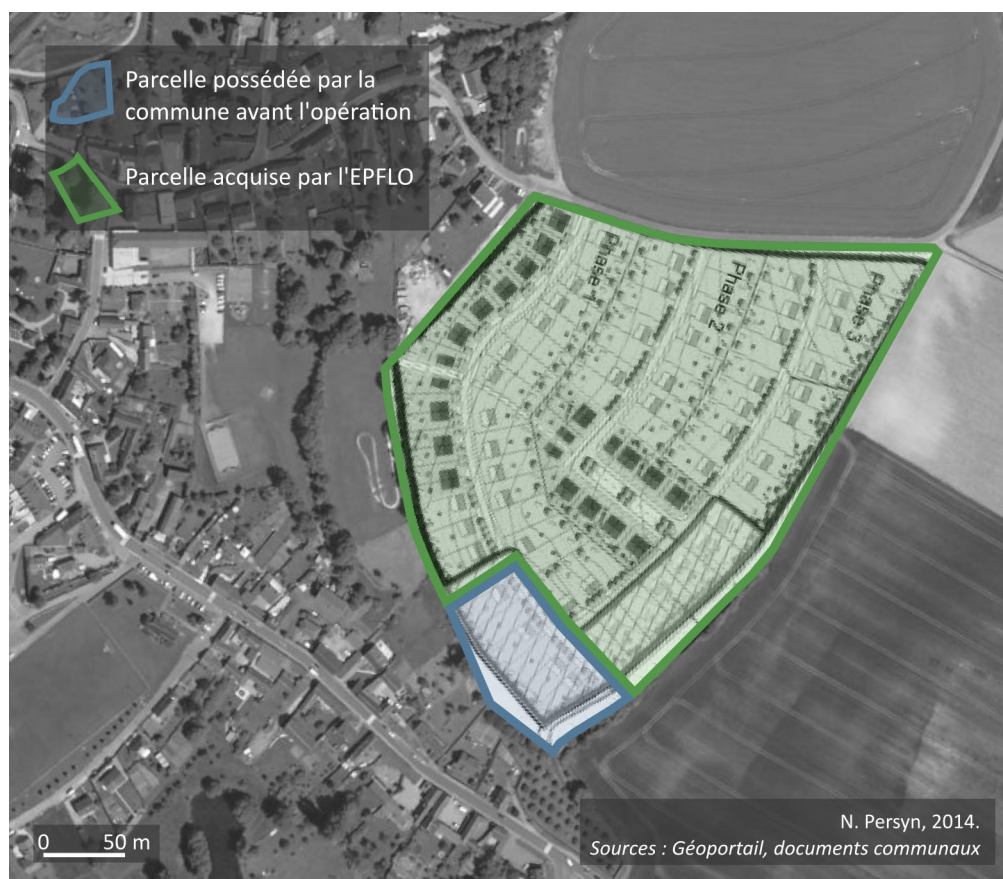 Parcelle possédée par la
commune avant l'opération
Parcelle acquise par l'EPFLO
Phase 1
Phase 2
Phase 3
0 50 m
N. Persyn, 2014.
Sources : Géoportail, documents communaux